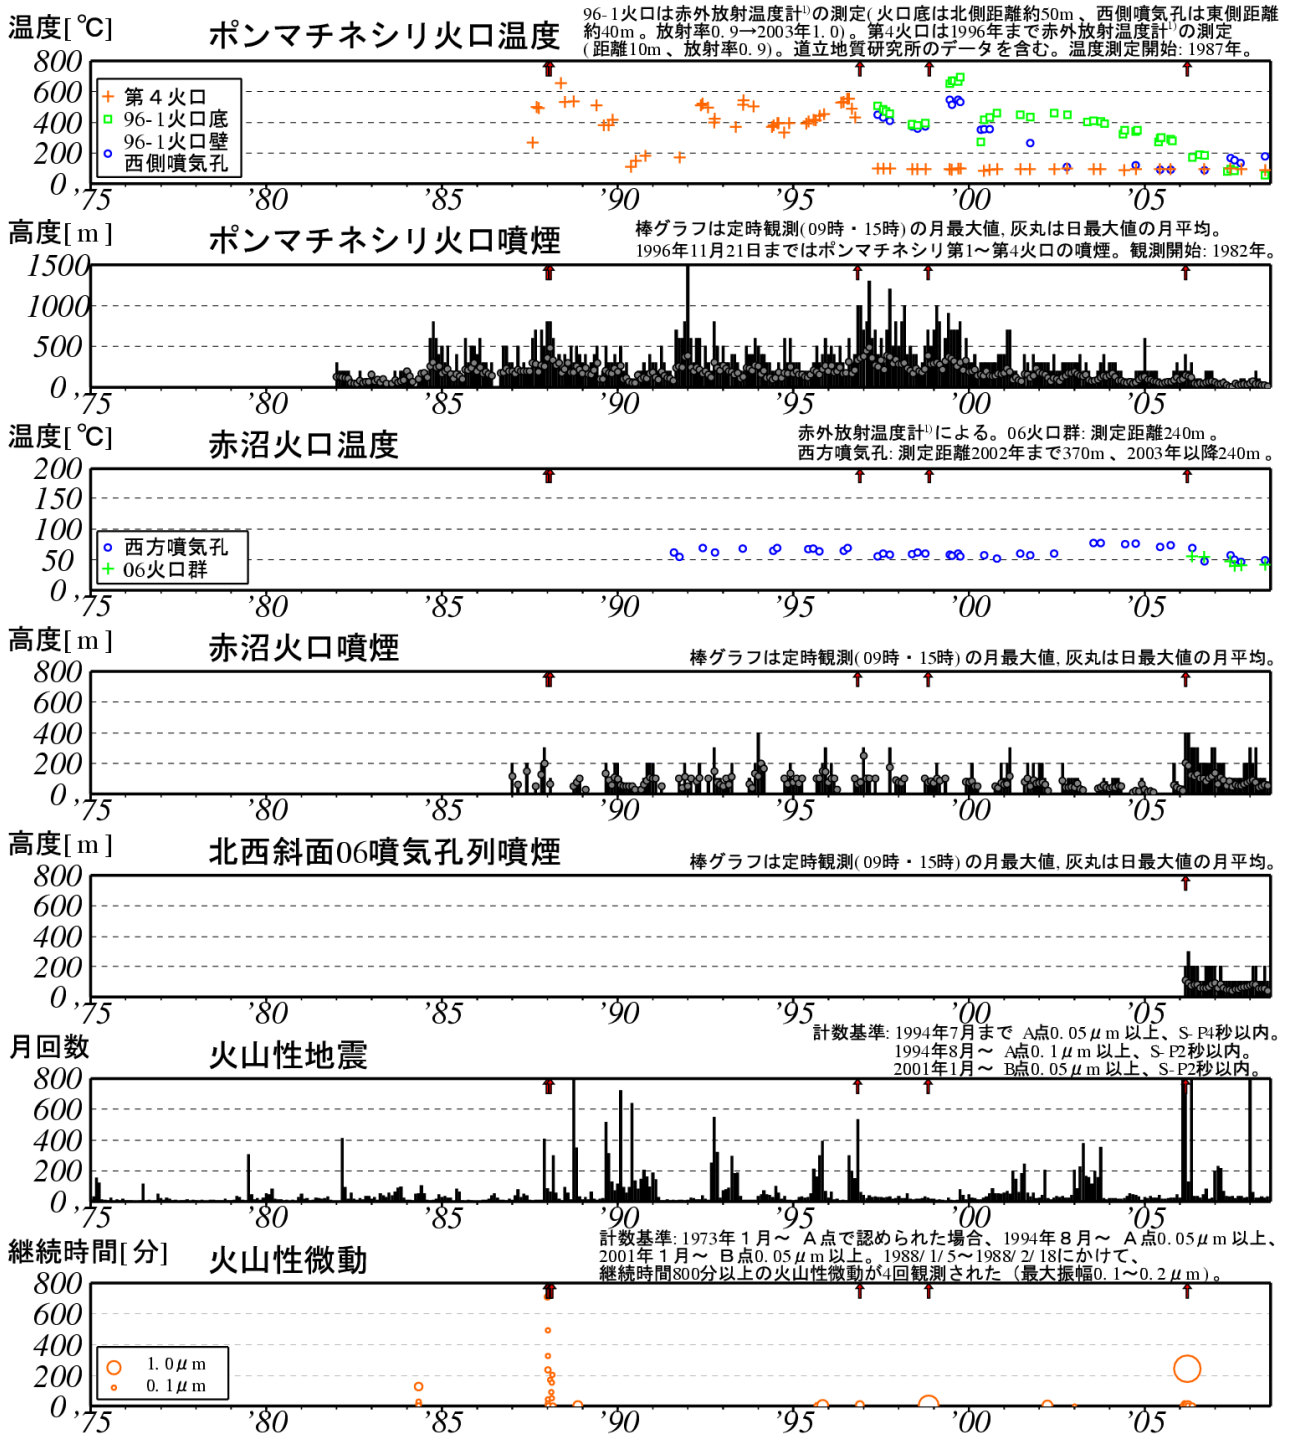 温度[℃]
ポンマチネシリ火口温度
96-1火口は赤外放射温度計1)の測定(火口底は北側距離約50m、西側噴気孔は東側距離
約40m。放射率0.9→2003年1.0)。第4火口は1996年まで赤外放射温度計1)の測定
(距離10m、放射率0.9)。道立地質研究所のデータを含む。温度測定開始:1987年。
800
600
400
200
0
第４火口
96-1火口底
96-1火口壁
西側噴気孔
'75 '80 '85 '90 '95 '00 '05
高度[m]
ポンマチネシリ火口噴煙
棒グラフは定時観測(09時・15時)の月最大値,灰丸は日最大値の月平均。
1996年11月21日まではポンマチネシリ第1～第4火口の噴煙。観測開始:1982年。
1500
1000
500
0
'75 '80 '85 '90 '95 '00 '05
温度[℃]
赤沼火口温度
赤外放射温度計1)による。06火口群:測定距離240m。
西方噴気孔:測定距離2002年まで370m、2003年以降240m。
200
150
100
50
0
西方噴気孔
06火口群
'75 '80 '85 '90 '95 '00 '05
高度[m]
赤沼火口噴煙
棒グラフは定時観測(09時・15時)の月最大値,灰丸は日最大値の月平均。
800
600
400
200
0
'75 '80 '85 '90 '95 '00 '05
高度[m]
北西斜面06噴気孔列噴煙
棒グラフは定時観測(09時・15時)の月最大値,灰丸は日最大値の月平均。
800
600
400
200
0
'75 '80 '85 '90 '95 '00 '05
月回数
火山性地震
計数基準:1994年7月まで A点0.05μm以上、S-P4秒以内。
1994年8月～ A点0.1μm以上、S-P2秒以内。
2001年1月～ B点0.05μm以上、S-P2秒以内。
800
600
400
200
0
'75 '80 '85 '90 '95 '00 '05
継続時間[分]
火山性微動
計数基準:1973年１月～ A点で認められた場合、1994年８月～ A点0.05μm以上、
2001年１月～ B点0.05μm以上。1988/1/5～1988/2/18にかけて、
継続時間800分以上の火山性微動が4回観測された（最大振幅0.1～0.2μm)。
800
600
400
200
0
1.0μm
0.1μm
'75 '80 '85 '90 '95 '00 '05